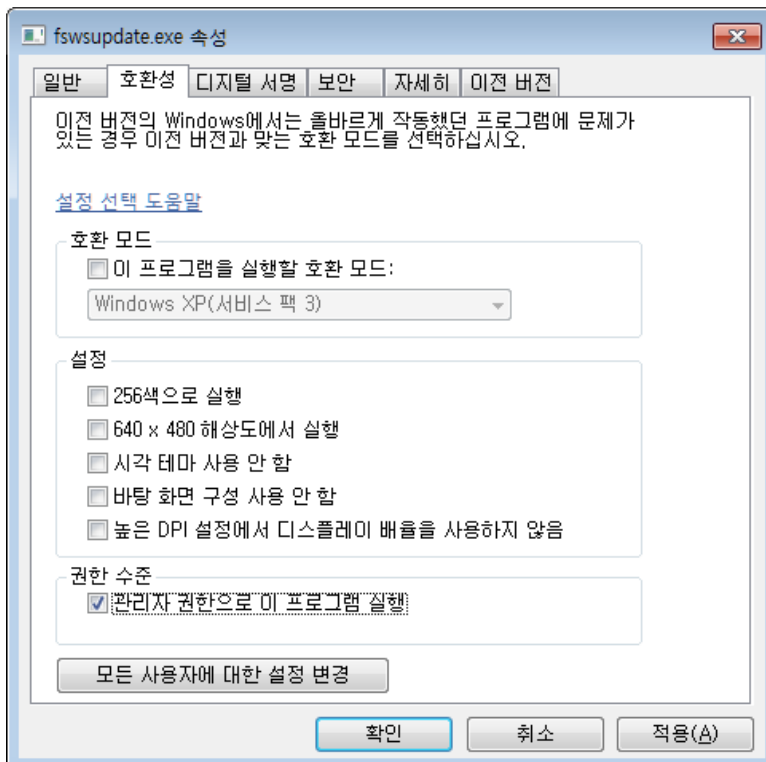 fswsupdate.exe 속성
일반 호환성 디지털 서명 보안 자세히 이전 버전
이전 버전의 Windows에서는 올바르게 작동했던 프로그램에 문제가
있는 경우 이전 버전과 맞는 호환 모드를 선택하십시오.
설정 선택 도움말
호환 모드
이 프로그램을 실행할 호환 모드:
Windows XP(서비스 팩 3)
설정
256색으로 실행
640 x 480 해상도에서 실행
시각 테마 사용 안 함
바탕 화면 구성 사용 안 함
높은 DPI 설정에서 디스플레이 배율을 사용하지 않음
권한 수준
관리자 권한으로 이 프로그램 실행
모든 사용자에 대한 설정 변경
확인 취소 적용(A)